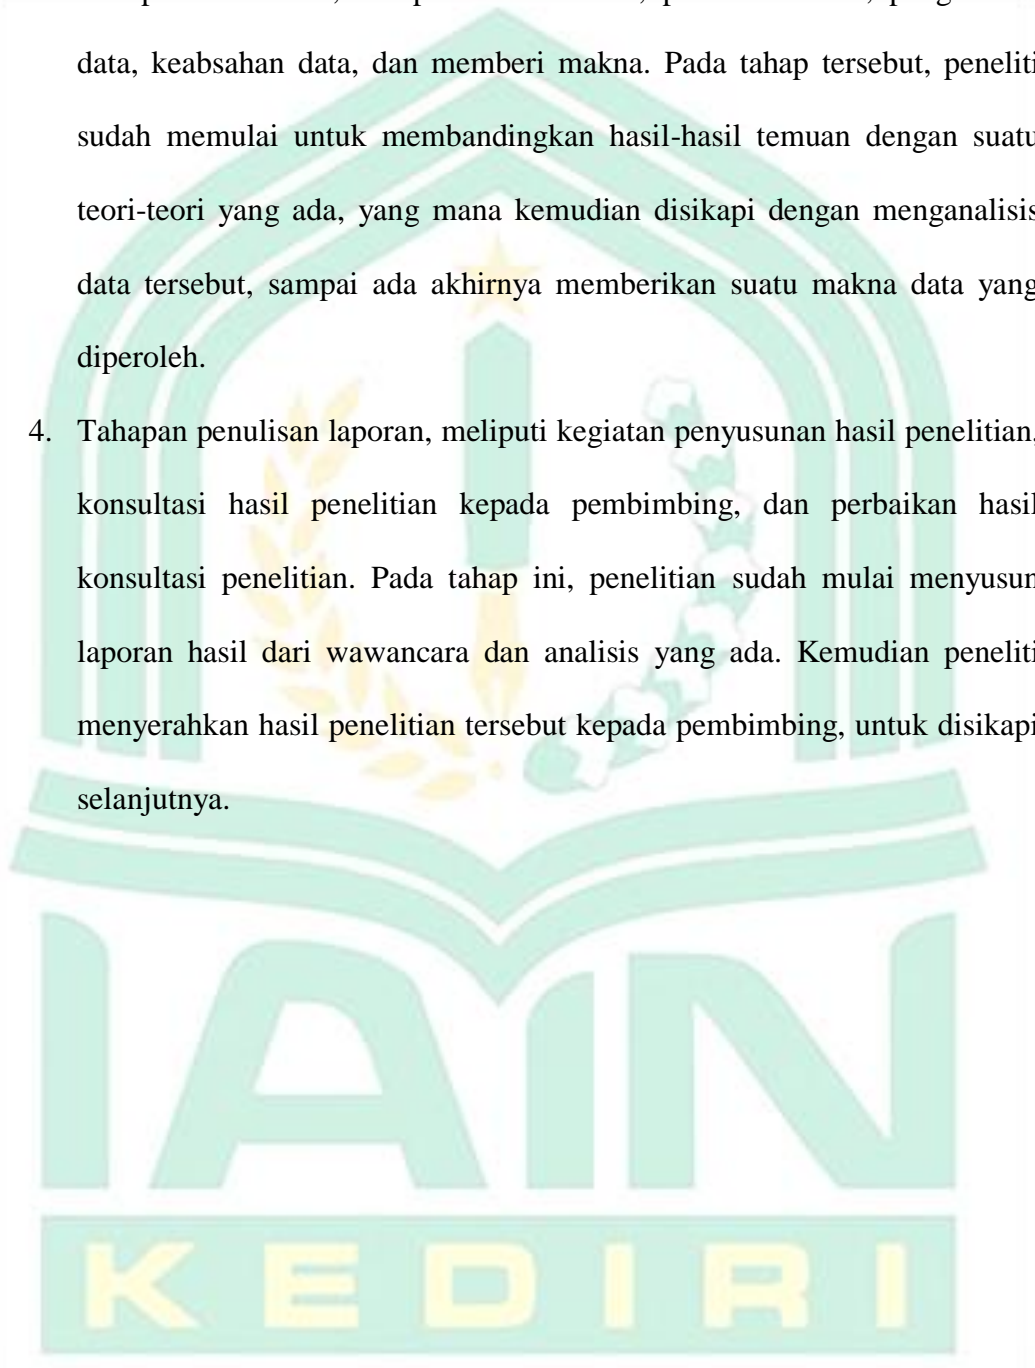 data, keabsahan data, dan memberi makna. Pada tahap tersebut, peneliti
sudah memulai untuk membandingkan hasil-hasil temuan dengan suatu
teori-teori yang ada, yang mana kemudian disikapi dengan menganalisis
data tersebut, sampai ada akhirnya memberikan suatu makna data yang
diperoleh.
4. Tahapan penulisan laporan, meliputi kegiatan penyusunan hasil penelitian,
konsultasi hasil penelitian kepada pembimbing, dan perbaikan hasil
konsultasi penelitian. Pada tahap ini, penelitian sudah mulai menyusun
laporan hasil dari wawancara dan analisis yang ada. Kemudian peneliti
menyerahkan hasil penelitian tersebut kepada pembimbing, untuk disikapi
selanjutnya.
IAIN
KEDIRI